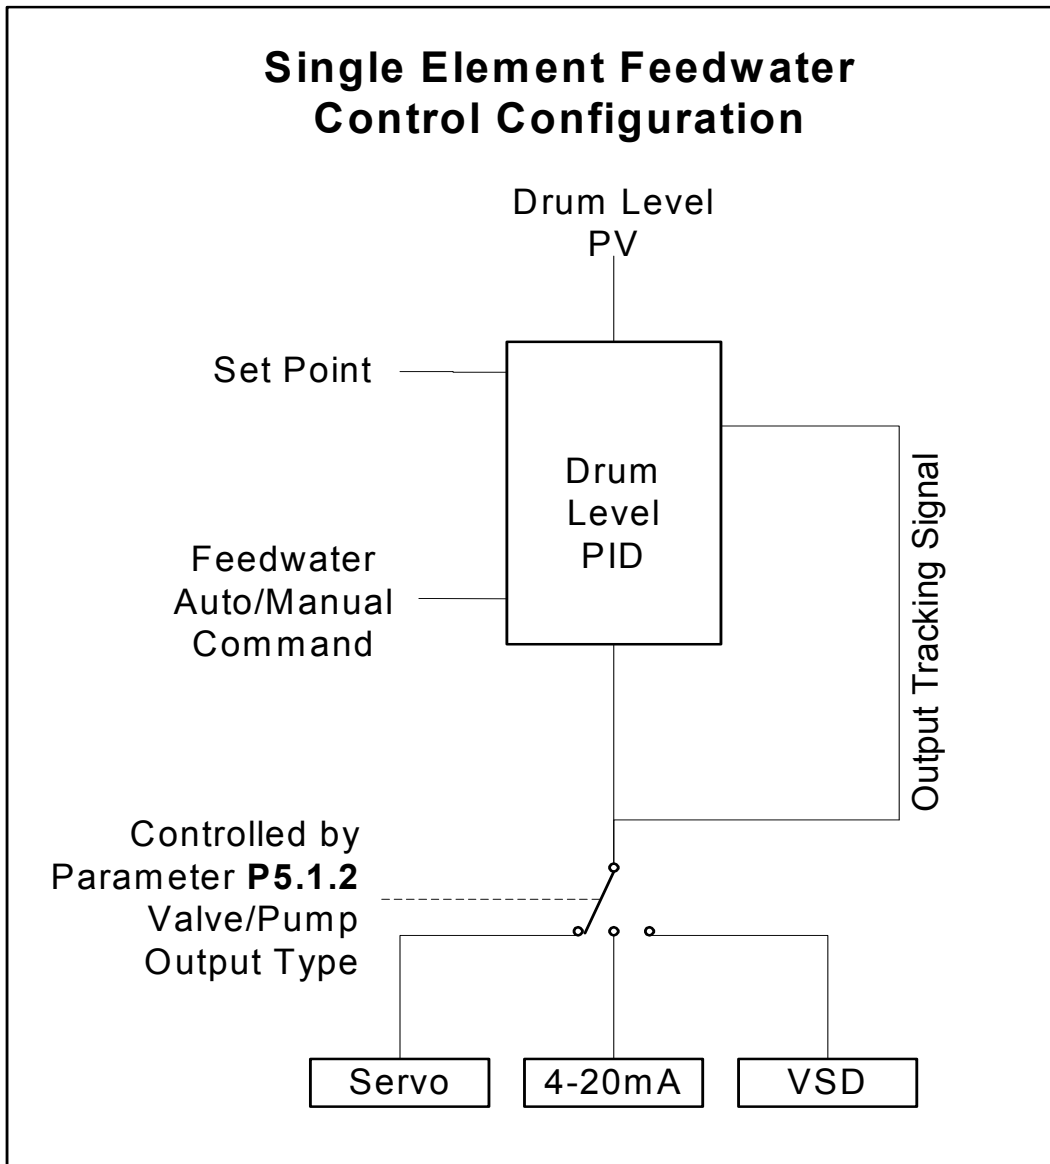 Single Element Feedwater
Control Configuration
Drum Level
PV
Set Point
Drum
Level
PID
Feedwater
Auto/Manual
Command
Output Tracking Signal
Controlled by
Parameter P5.1.2
Valve/Pump
Output Type
Servo
4-20mA
VSD